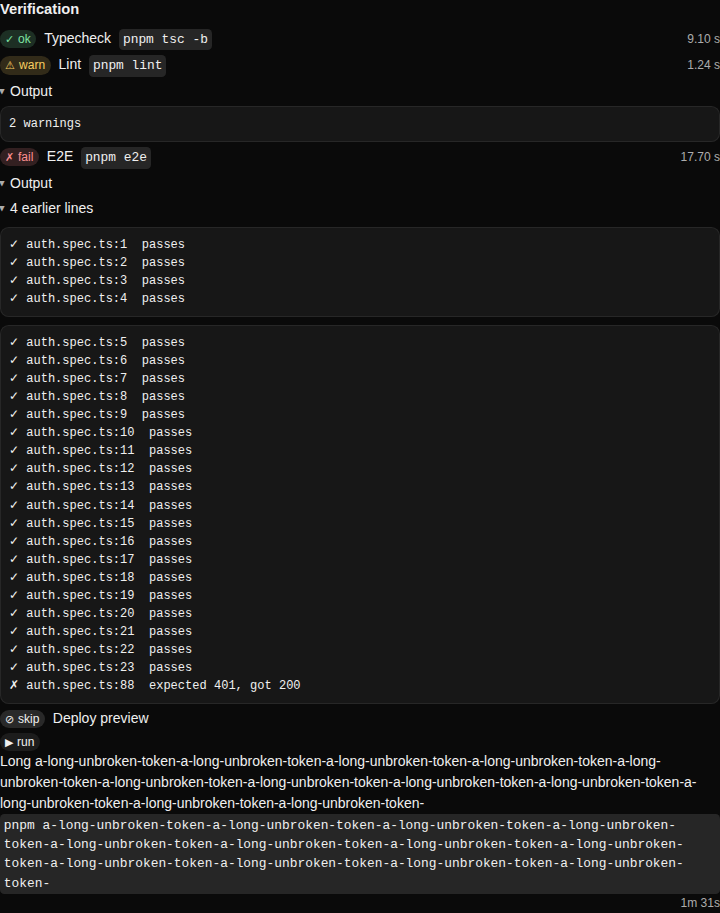 Verification
✓ ok Typecheck pnpm tsc -b 9.10 s
⚠ warn Lint pnpm lint 1.24 s
▾ Output
2 warnings
✗ fail E2E pnpm e2e 17.70 s
▾ Output
▾ 4 earlier lines
✓ auth.spec.ts:1  passes
✓ auth.spec.ts:2  passes
✓ auth.spec.ts:3  passes
✓ auth.spec.ts:4  passes
✓ auth.spec.ts:5  passes
✓ auth.spec.ts:6  passes
✓ auth.spec.ts:7  passes
✓ auth.spec.ts:8  passes
✓ auth.spec.ts:9  passes
✓ auth.spec.ts:10  passes
✓ auth.spec.ts:11  passes
✓ auth.spec.ts:12  passes
✓ auth.spec.ts:13  passes
✓ auth.spec.ts:14  passes
✓ auth.spec.ts:15  passes
✓ auth.spec.ts:16  passes
✓ auth.spec.ts:17  passes
✓ auth.spec.ts:18  passes
✓ auth.spec.ts:19  passes
✓ auth.spec.ts:20  passes
✓ auth.spec.ts:21  passes
✓ auth.spec.ts:22  passes
✓ auth.spec.ts:23  passes
✗ auth.spec.ts:88  expected 401, got 200
⊘ skip Deploy preview
▶ run
Long a-long-unbroken-token-a-long-unbroken-token-a-long-unbroken-token-a-long-unbroken-token-a-long-
unbroken-token-a-long-unbroken-token-a-long-unbroken-token-a-long-unbroken-token-a-long-unbroken-token-a-
long-unbroken-token-a-long-unbroken-token-a-long-unbroken-token-
pnpm a-long-unbroken-token-a-long-unbroken-token-a-long-unbroken-token-a-long-unbroken-
token-a-long-unbroken-token-a-long-unbroken-token-a-long-unbroken-token-a-long-unbroken-
token-a-long-unbroken-token-a-long-unbroken-token-a-long-unbroken-token-a-long-unbroken-
token-
1m 31s